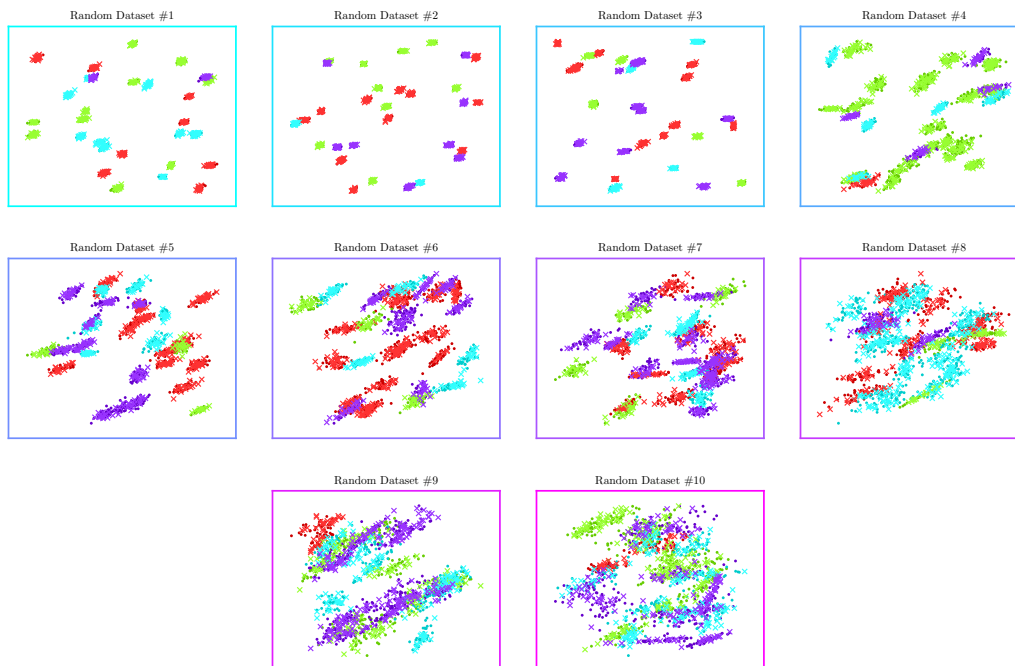 Random Dataset #1
Random Dataset #2
Random Dataset #3
Random Dataset #4
Random Dataset #5
Random Dataset #6
Random Dataset #7
Random Dataset #8
Random Dataset #9
Random Dataset #10